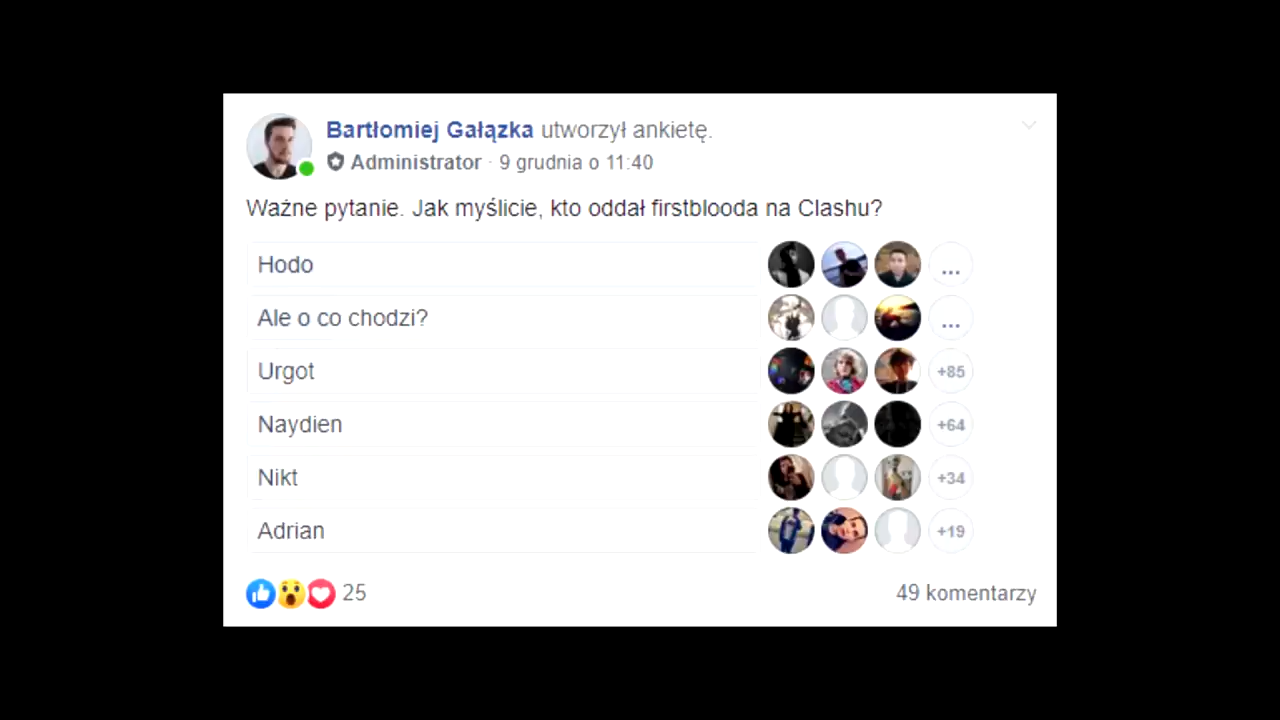 Bartłomiej Gałązka utworzył ankietę.
Administrator · 9 grudnia o 11:40
Ważne pytanie. Jak myślicie, kto oddał firstblooda na Clashu?
Hodo ...
Ale o co chodzi? ...
Urgot +85
Naydien +64
Nikt +34
Adrian +19
25 49 komentarzy